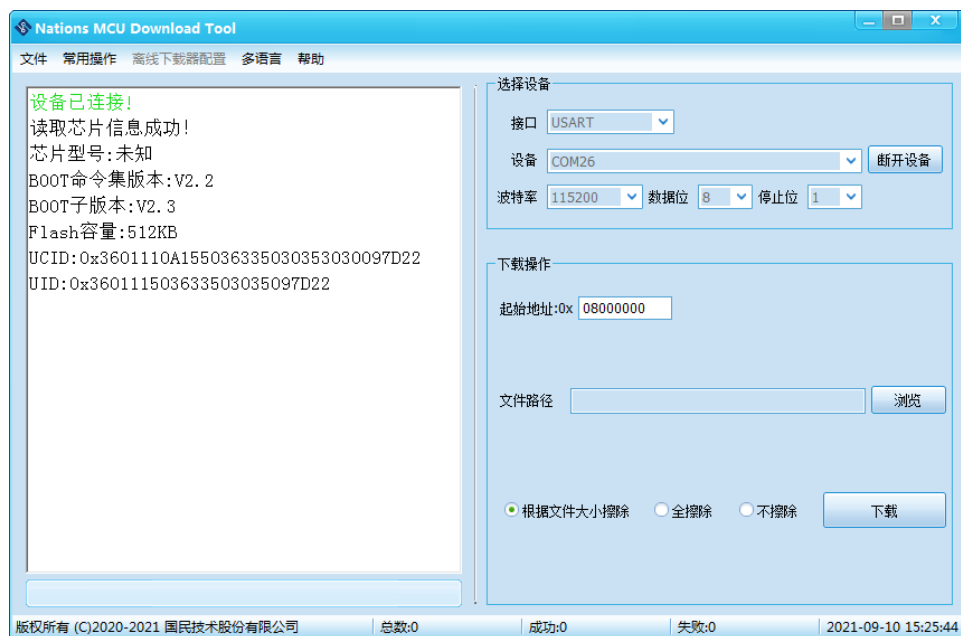 Nations MCU Download Tool
文件 常用操作 离线下载器配置 多语言 帮助
设备已连接!
读取芯片信息成功!
芯片型号:未知
BOOT命令集版本:V2.2
BOOT子版本:V2.3
Flash容量:512KB
UCID:0x3601110A1550363335030353030097D22
UID:0x360111503633503035097D22
选择设备
接口 USART
设备 COM26 断开设备
波特率 115200 数据位 8 停止位 1
下载操作
起始地址:0x 08000000
文件路径 浏览
根据文件大小擦除 全擦除 不擦除 下载
版权所有 (C)2020-2021 国民技术股份有限公司 总数:0 成功:0 失败:0 2021-09-10 15:25:44